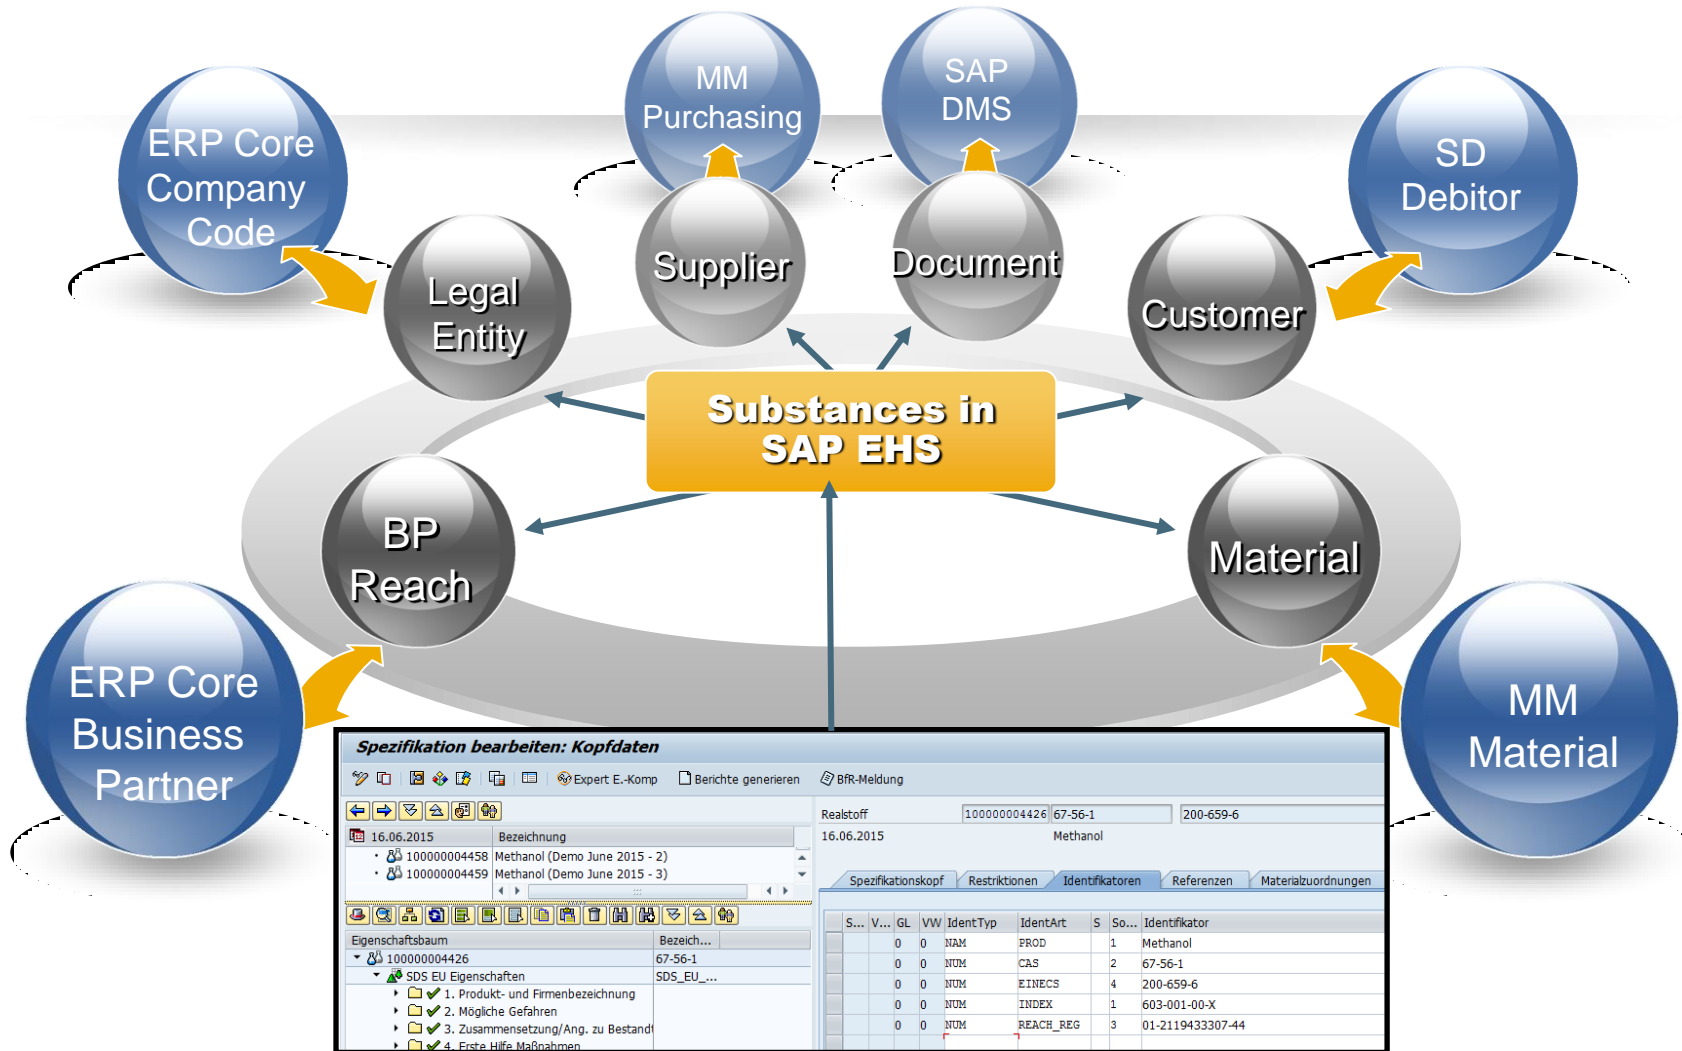 MM
Purchasing
SAP
DMS
ERP Core
Company
Code
SD
Debitor
Legal
Entity
Supplier
Document
Customer
Substances in
SAP EHS
BP
Reach
Material
ERP Core
Business
Partner
MM
Material
Spezifikation bearbeiten: Kopfdaten
Expert E.-Komp Berichte generieren BfR-Meldung
16.06.2015 Bezeichnung
100000004458 Methanol (Demo June 2015 - 2)
100000004459 Methanol (Demo June 2015 - 3)
Eigenschaftsbaum Bezeich...
100000004426 67-56-1
SDS EU Eigenschaften SDS_EU_...
1. Produkt- und Firmenbezeichnung
2. Mögliche Gefahren
3. Zusammensetzung/Ang. zu Bestandt
4. Erste Hilfe Maßnahmen
Realstoff 100000004426 67-56-1 200-659-6
16.06.2015 Methanol
Spezifikationskopf Restriktionen Identifikatoren Referenzen Materialzuordnungen
S... V... GL VW IdentTyp IdentArt S So... Identifikator
0 0 NAM PROD 1 Methanol
0 0 NUM CAS 2 67-56-1
0 0 NUM EINECS 4 200-659-6
0 0 NUM INDEX 1 603-001-00-X
0 0 NUM REACH_REG 3 01-2119433307-44